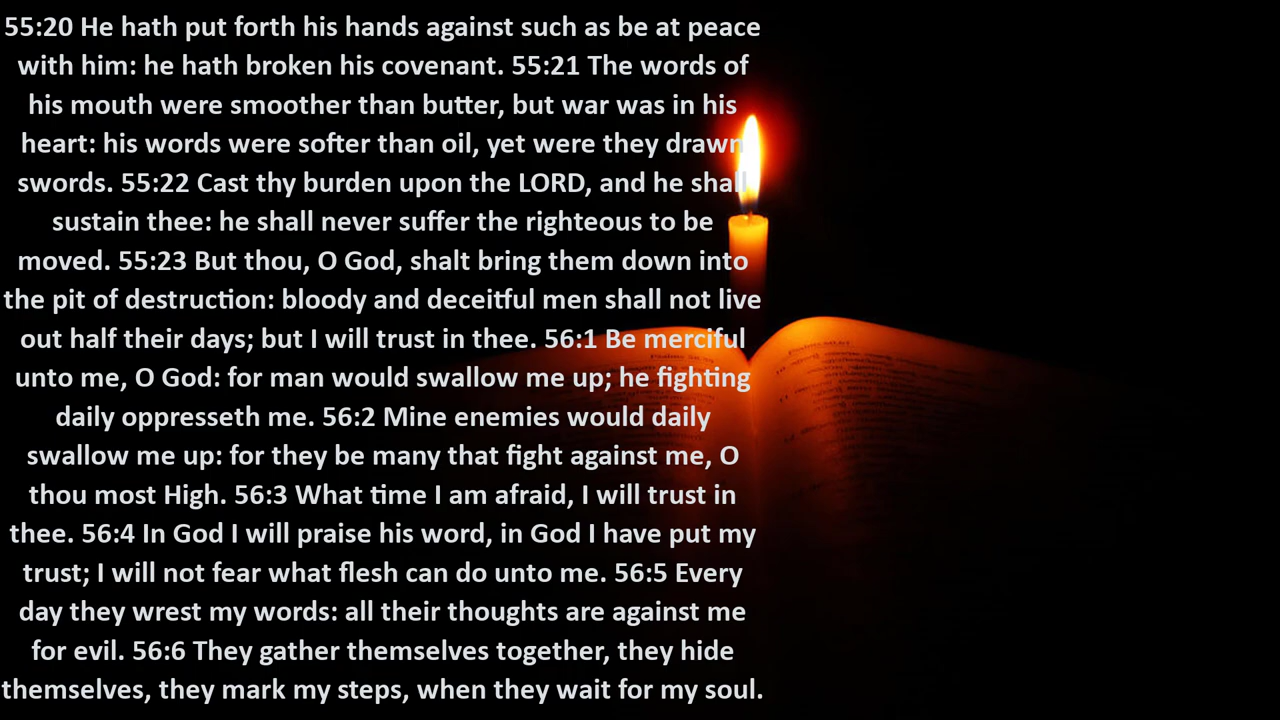 55:20 He hath put forth his hands against such as be at peace
with him: he hath broken his covenant. 55:21 The words of
his mouth were smoother than butter, but war was in his
heart: his words were softer than oil, yet were they drawn
swords. 55:22 Cast thy burden upon the LORD, and he shall
sustain thee: he shall never suffer the righteous to be
moved. 55:23 But thou, O God, shalt bring them down into
the pit of destruction: bloody and deceitful men shall not live
out half their days; but I will trust in thee. 56:1 Be merciful
unto me, O God: for man would swallow me up; he fighting
daily oppresseth me. 56:2 Mine enemies would daily
swallow me up: for they be many that fight against me, O
thou most High. 56:3 What time I am afraid, I will trust in
thee. 56:4 In God I will praise his word, in God I have put my
trust; I will not fear what flesh can do unto me. 56:5 Every
day they wrest my words: all their thoughts are against me
for evil. 56:6 They gather themselves together, they hide
themselves, they mark my steps, when they wait for my soul.